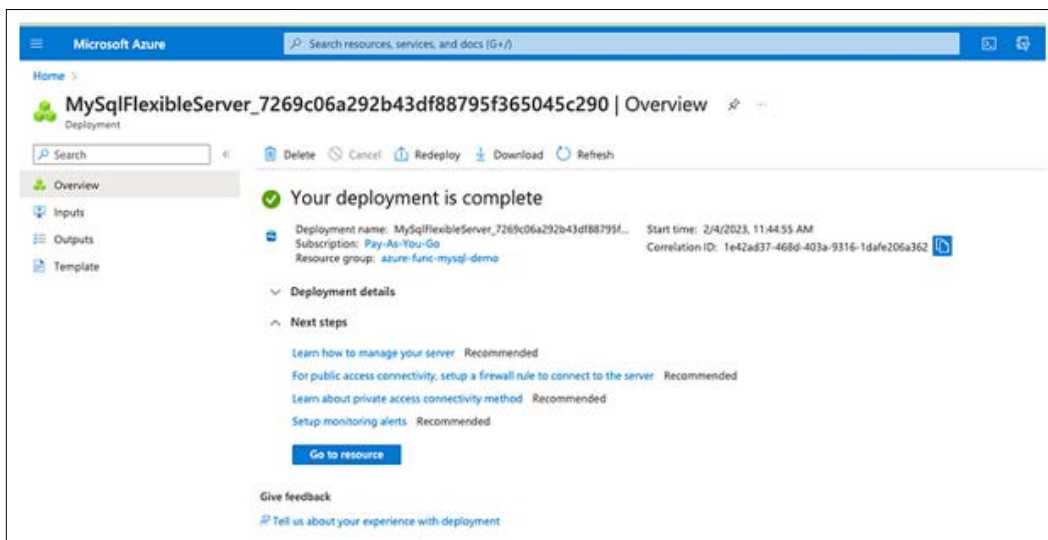 Microsoft Azure
Search resources, services, and docs (G+/)
Home >
MySqlFlexibleServer_7269c06a292b43df88795f365045c290 | Overview
Deployment
Search
Delete Cancel Redeploy Download Refresh
Overview
Inputs
Outputs
Template
Your deployment is complete
Deployment name: MySqlFlexibleServer_7269c06a292b43df88795f...
Start time: 2/4/2023, 11:44:55 AM
Subscription: Pay-As-You-Go
Correlation ID: 1e42ad37-468d-403a-9316-1dafe206a362
Resource group: azure-func-mysql-demo
Deployment details
Next steps
Learn how to manage your server Recommended
For public access connectivity, setup a firewall rule to connect to the server Recommended
Learn about private access connectivity method Recommended
Setup monitoring alerts Recommended
Go to resource
Give feedback
Tell us about your experience with deployment